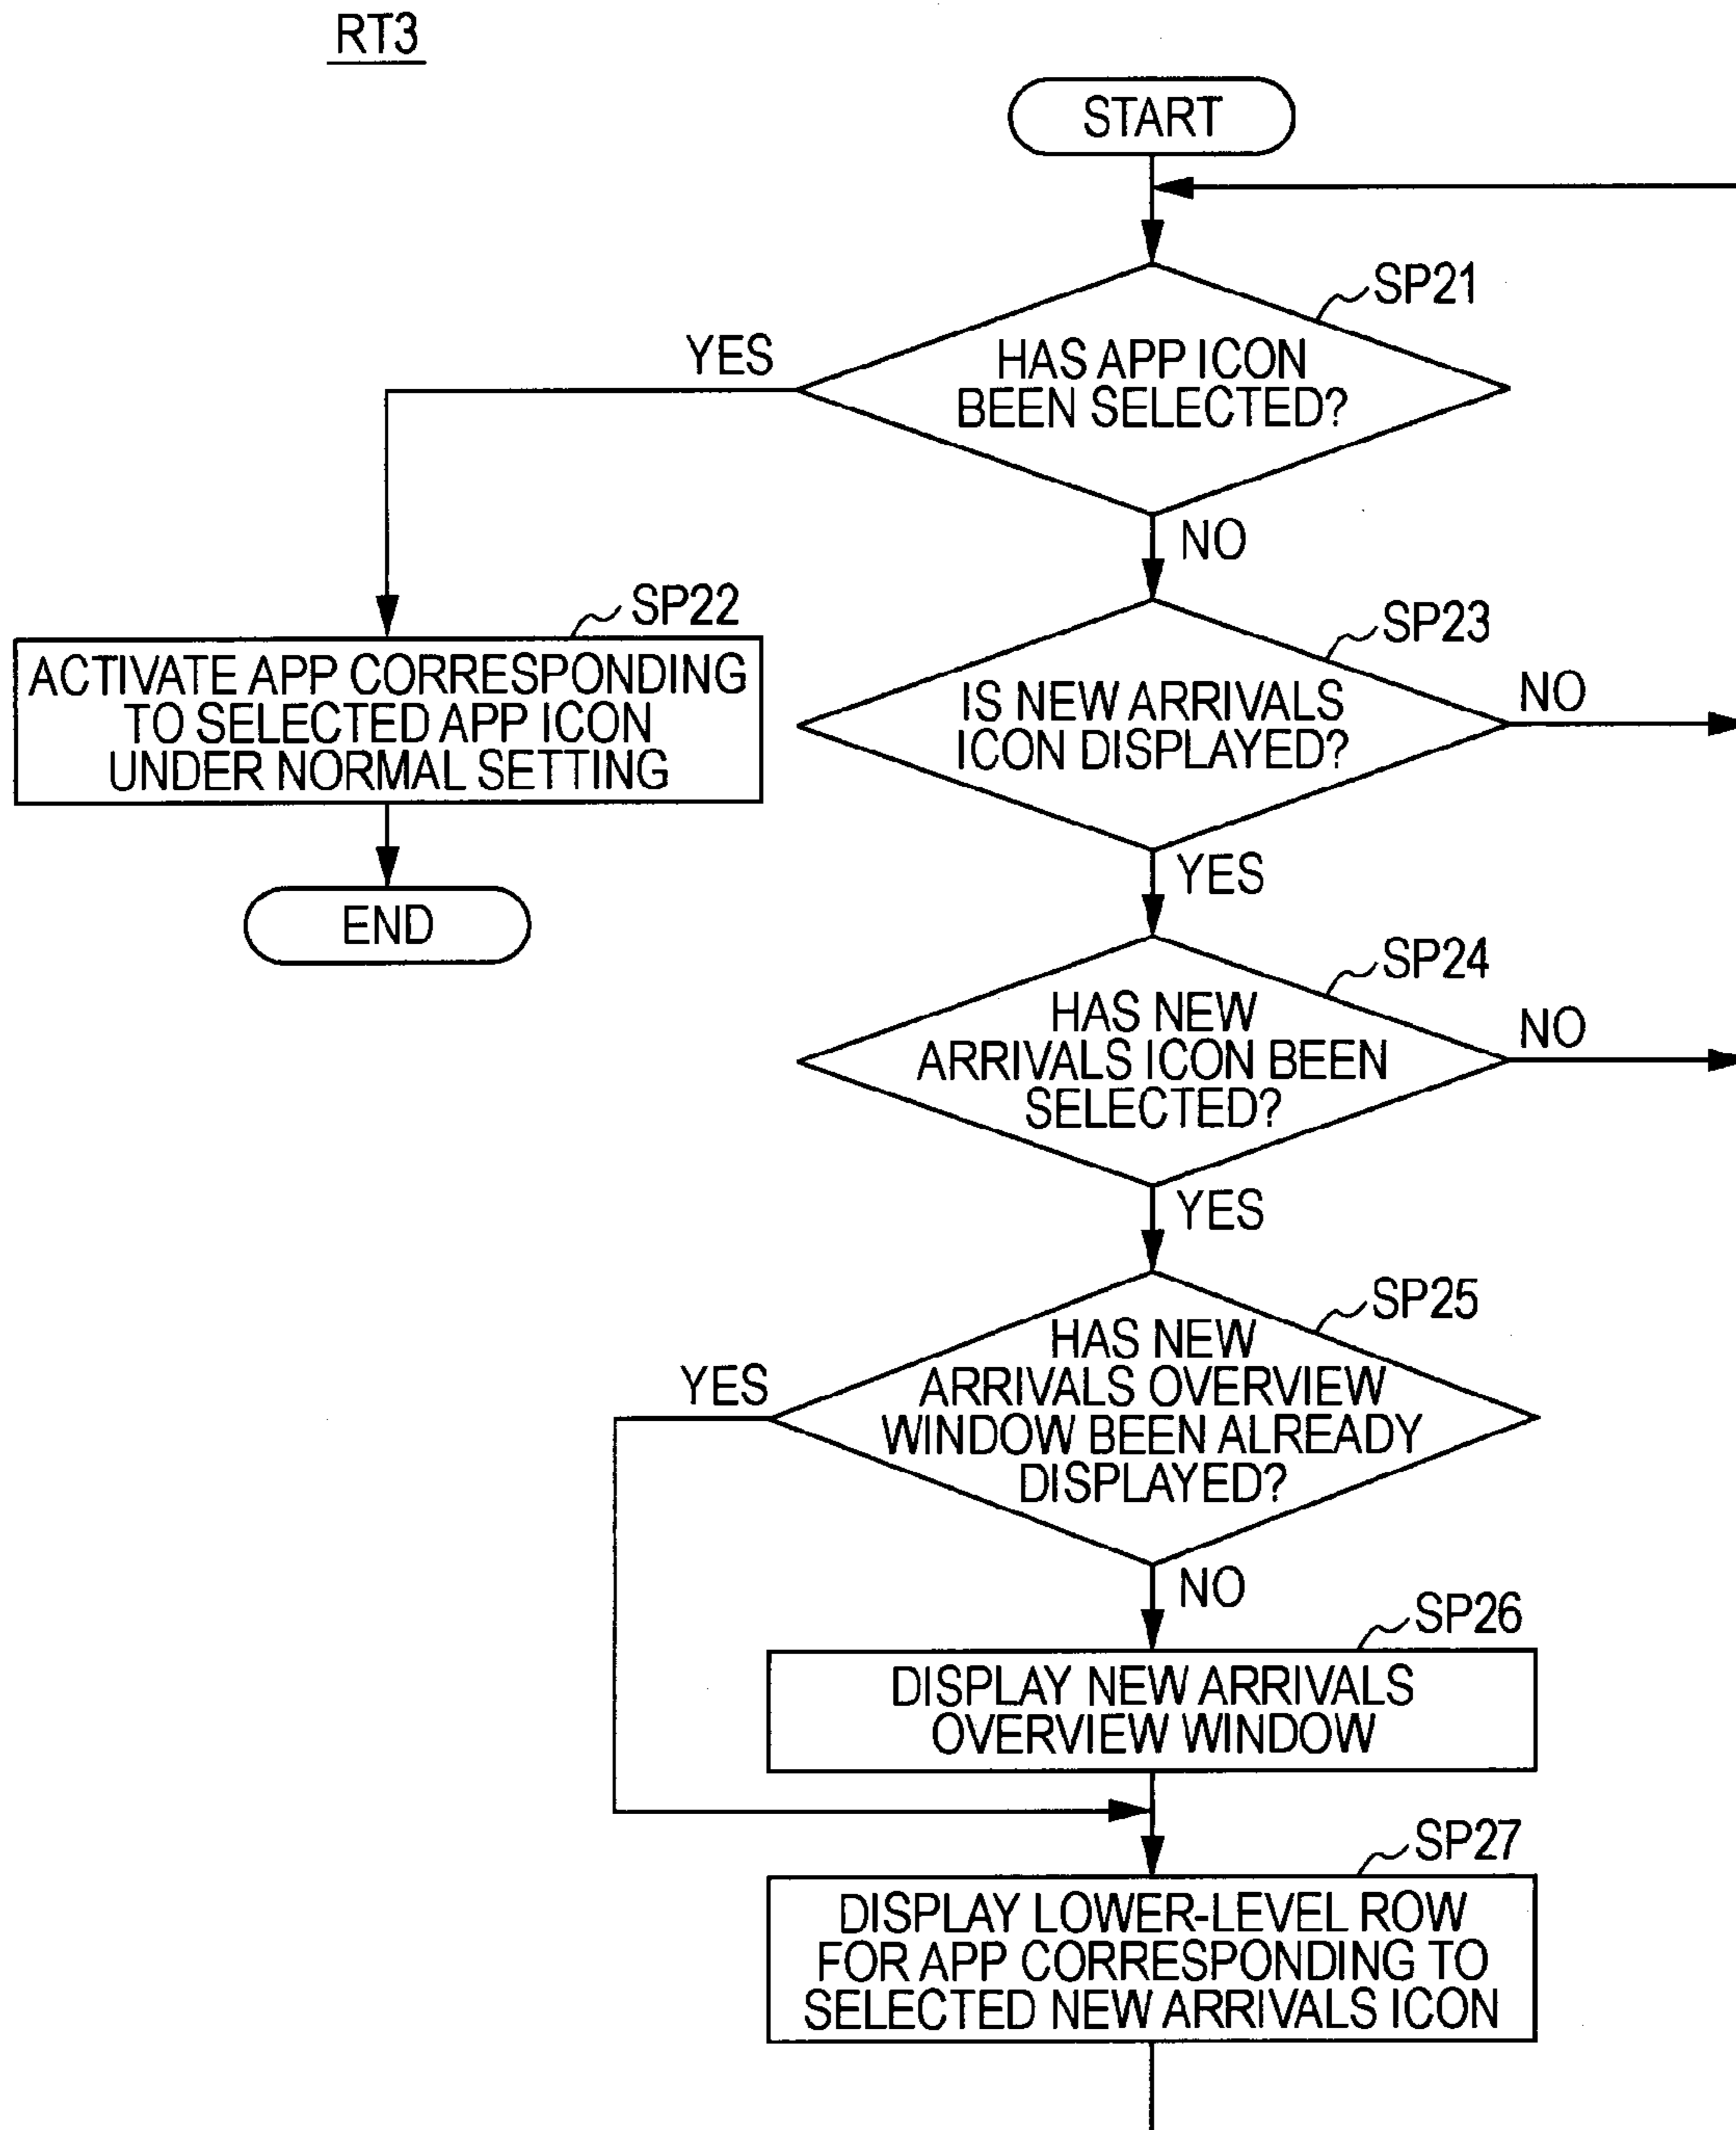 RT3
START
SP21
YES
HAS APP ICON
BEEN SELECTED?
NO
SP22
ACTIVATE APP CORRESPONDING
TO SELECTED APP ICON
UNDER NORMAL SETTING
END
SP23
IS NEW ARRIVALS
ICON DISPLAYED?
NO
YES
SP24
HAS NEW
ARRIVALS ICON BEEN
SELECTED?
NO
YES
SP25
YES
HAS NEW
ARRIVALS OVERVIEW
WINDOW BEEN ALREADY
DISPLAYED?
NO
SP26
DISPLAY NEW ARRIVALS
OVERVIEW WINDOW
SP27
DISPLAY LOWER-LEVEL ROW
FOR APP CORRESPONDING TO
SELECTED NEW ARRIVALS ICON